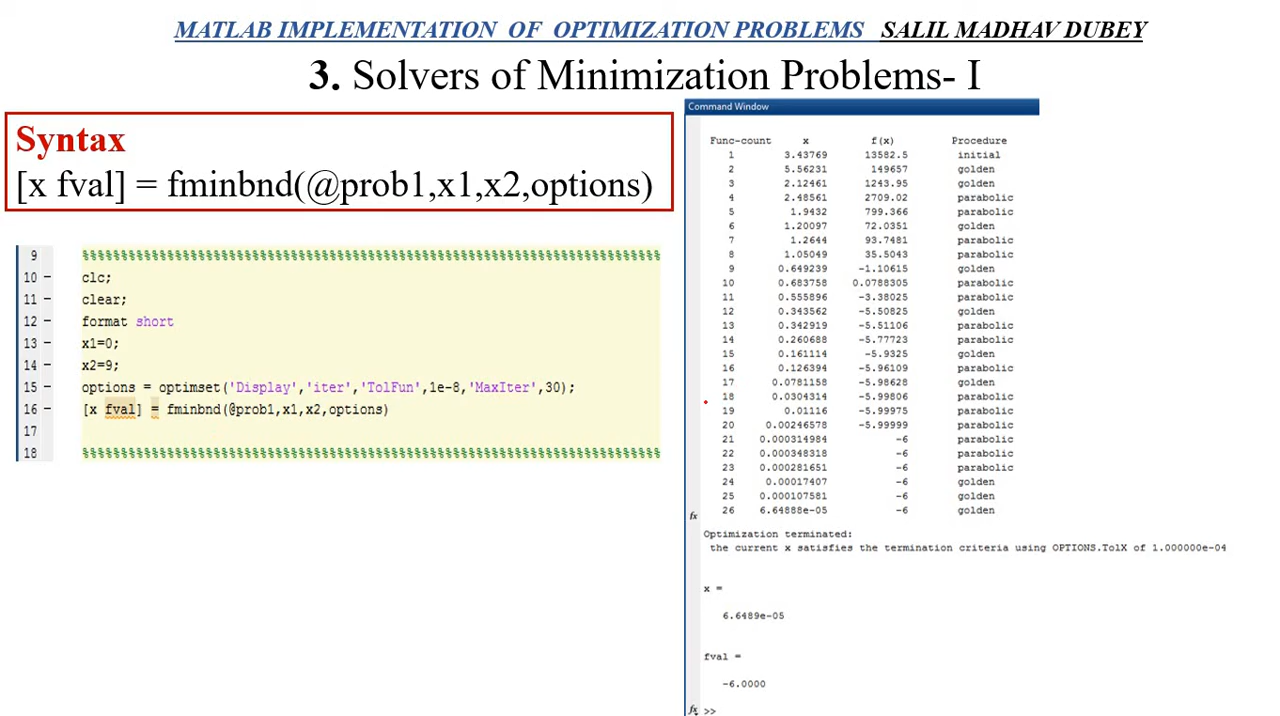 MATLAB IMPLEMENTATION OF OPTIMIZATION PROBLEMS SALIL MADHAV DUBEY
3. Solvers of Minimization Problems- I
Syntax
[x fval] = fminbnd(@prob1,x1,x2,options)
9 %%%%%%%%%%%%%%%%%%%%%%%%%%%%%%%%%%%%%%%%%%%%%%%%%%%%%%%%%%%%%%%%%%%%%%%%%%
10 – clc;
11 – clear;
12 – format short
13 – x1=0;
14 – x2=9;
15 – options = optimset('Display','iter','TolFun',1e-8,'MaxIter',30);
16 – [x fval] = fminbnd(@prob1,x1,x2,options)
17
18 %%%%%%%%%%%%%%%%%%%%%%%%%%%%%%%%%%%%%%%%%%%%%%%%%%%%%%%%%%%%%%%%%%%%%%%%%%
Command Window
Func-count x f(x) Procedure
1 3.43769 13582.5 initial
2 5.56231 149657 golden
3 2.12461 1243.95 golden
4 2.48561 2709.02 parabolic
5 1.9432 799.366 parabolic
6 1.20097 72.0351 golden
7 1.2644 93.7481 parabolic
8 1.05049 35.5043 parabolic
9 0.649239 -1.10615 golden
10 0.683758 0.0788305 parabolic
11 0.555896 -3.38025 parabolic
12 0.343562 -5.50825 golden
13 0.342919 -5.51106 parabolic
14 0.260688 -5.77723 parabolic
15 0.161114 -5.9325 golden
16 0.126394 -5.96109 parabolic
17 0.0781158 -5.98628 golden
18 0.0304314 -5.99806 parabolic
19 0.01116 -5.99975 parabolic
20 0.00246578 -5.99999 parabolic
21 0.000314984 -6 parabolic
22 0.000348318 -6 parabolic
23 0.000281651 -6 parabolic
24 0.00017407 -6 golden
25 0.000107581 -6 golden
26 6.64888e-05 -6 golden
fx
Optimization terminated:
the current x satisfies the termination criteria using OPTIONS.TolX of 1.000000e-04
x =
6.6489e-05
fval =
-6.0000
fx >>